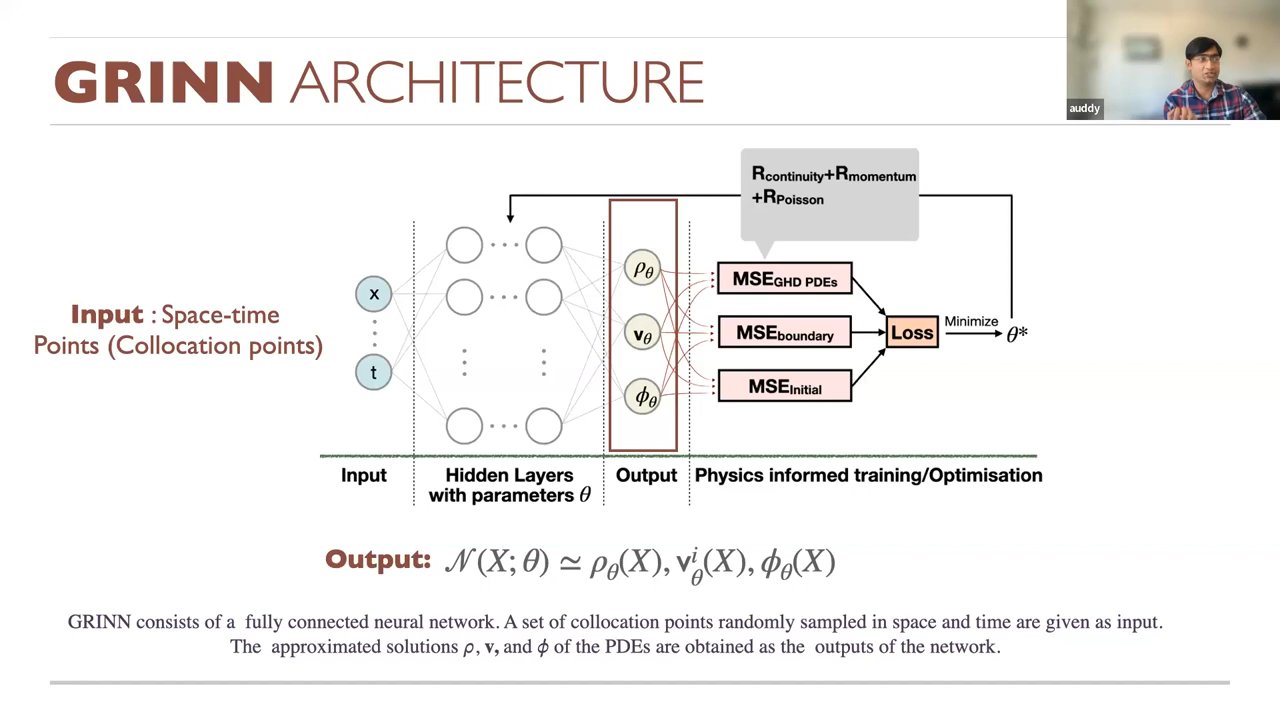 GRINN ARCHITECTURE
auddy
Rcontinuity+Rmomentum
+RPoisson
Input : Space-time
Points (Collocation points)
x
t
ρθ
vθ
ϕθ
MSEGHD PDEs
MSEboundary
MSEInitial
Loss
Minimize
θ*
Input
Hidden Layers
with parameters θ
Output
Physics informed training/Optimisation
Output: 𝒩(X; θ) ≃ ρθ(X), vⁱθ(X), ϕθ(X)
GRINN consists of a fully connected neural network. A set of collocation points randomly sampled in space and time are given as input.
The approximated solutions ρ, v, and ϕ of the PDEs are obtained as the outputs of the network.